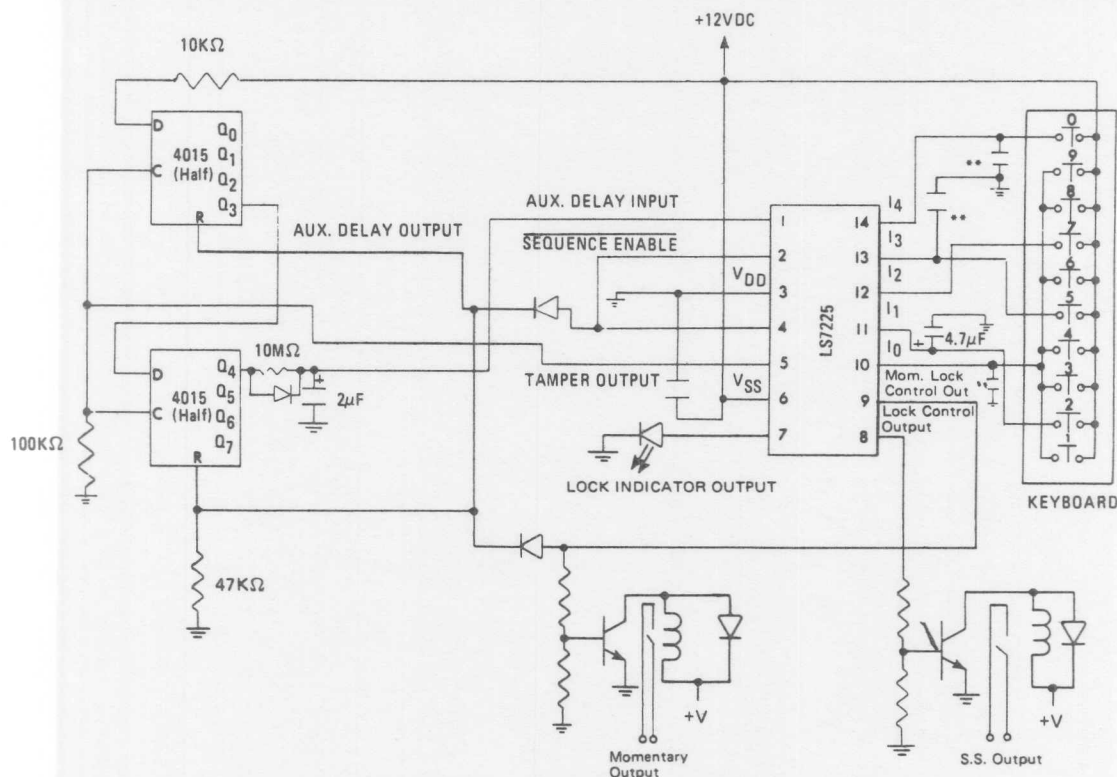 +12VDC
10KΩ
D
C
4015
(Half)
R
Q0
Q1
Q2
Q3
AUX. DELAY OUTPUT
AUX. DELAY INPUT
SEQUENCE ENABLE
VDD
TAMPER OUTPUT
VSS
LOCK INDICATOR OUTPUT
1
2
3
4
5
6
7
LS7225
14
13
12
11
10
9
8
I4
I3
I2
I1
I0
**
**
+
4.7µF
Mom. Lock
Control Out
Lock Control
Output
0
9
8
7
6
5
4
3
2
1
KEYBOARD
D
C
4015
(Half)
R
Q4
Q5
Q6
Q7
10MΩ
+
2µF
100KΩ
47KΩ
+V
Momentary
Output
+V
S.S. Output